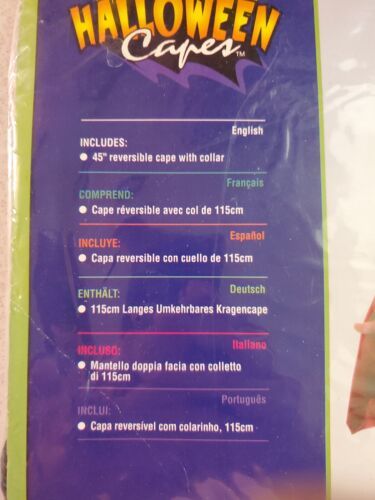 HALLOWEEN
Capes™
English
INCLUDES:
● 45" reversible cape with collar
Français
COMPREND:
● Cape réversible avec col de 115cm
Español
INCLUYE:
● Capa reversible con cuello de 115cm
Deutsch
ENTHÄLT:
● 115cm Langes Umkehrbares Kragencape
Italiano
INCLUSO:
● Mantello doppia facia con colletto
di 115cm
Português
INCLUI:
● Capa reversível com colarinho, 115cm